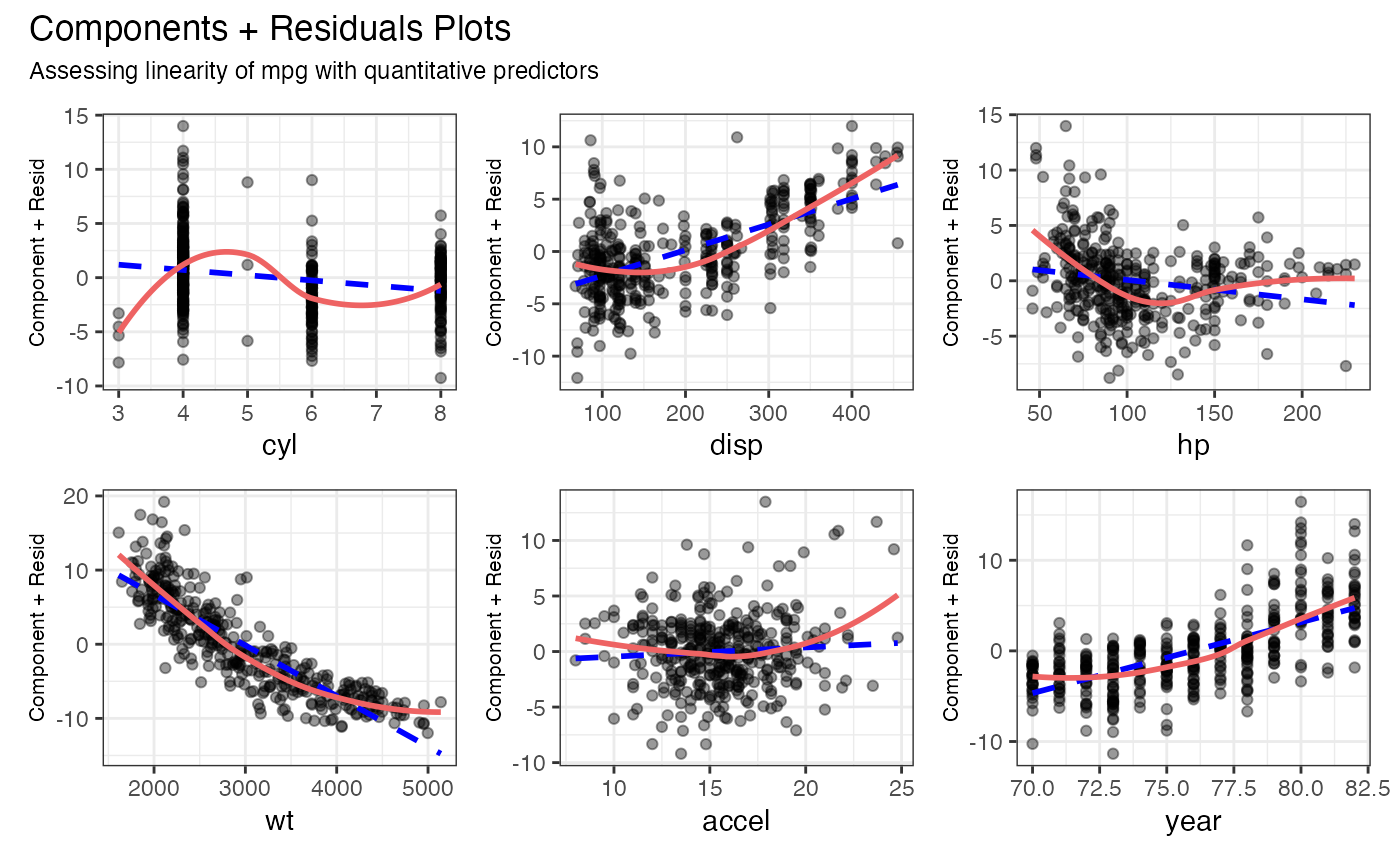 Components + Residuals Plots
Assessing linearity of mpg with quantitative predictors
Component + Resid
15
10
5
0
-5
-10
3 4 5 6 7 8
cyl
Component + Resid
10
5
0
-5
-10
100 200 300 400
disp
Component + Resid
15
10
5
0
-5
50 100 150 200
hp
Component + Resid
20
10
0
-10
2000 3000 4000 5000
wt
Component + Resid
10
5
0
-5
-10
10 15 20 25
accel
Component + Resid
10
0
-10
70.0 72.5 75.0 77.5 80.0 82.5
year